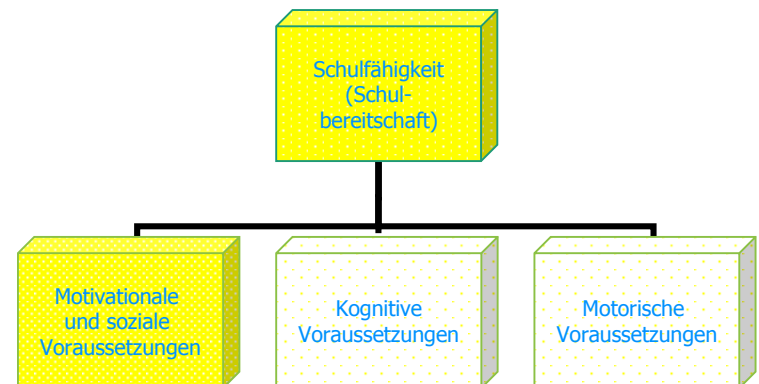 Schulfähigkeit
(Schul-
bereitschaft)
Motivationale
und soziale
Voraussetzungen
Kognitive
Voraussetzungen
Motorische
Voraussetzungen